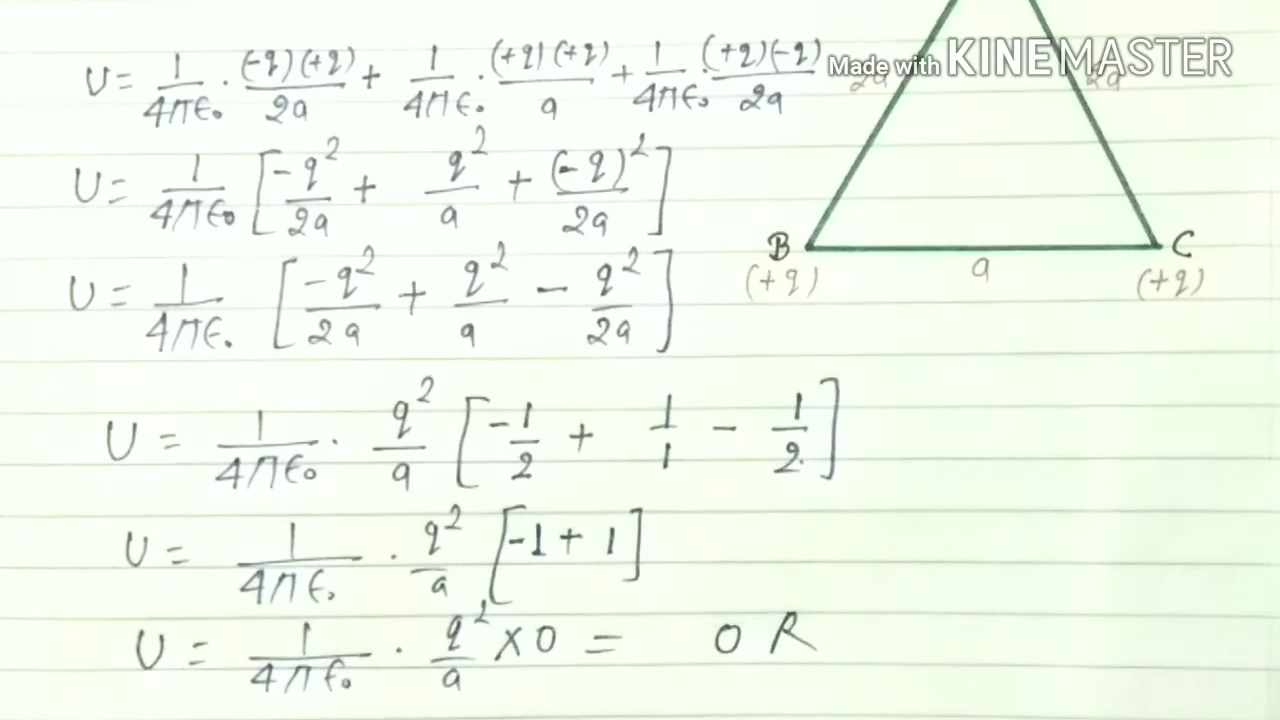 U = 1/4πε₀ · (-q)(+q)/2a + 1/4πε₀ · (+q)(+q)/a + 1/4πε₀ · (+q)(-q)/2a
Made with KINEMASTER
2a 2a
U = 1/4πε₀ [-q²/2a + q²/a + (-q)²/2a]
B C
(+q) a (+q)
U = 1/4πε₀ [-q²/2a + q²/a - q²/2a]
U = 1/4πε₀ · q²/a [-1/2 + 1/1 - 1/2]
U = 1/4πε₀ · q²/a [-1 + 1]
U = 1/4πε₀ · q²/a × 0 = 0 R